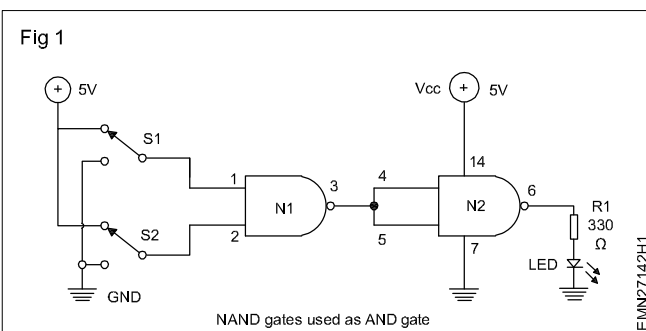 Fig 1
5V
Vcc
5V
S1
14
1
3
4
6
N1
N2
R1
330
Ω
2
5
7
S2
LED
GND
NAND gates used as AND gate
EMN27142H1